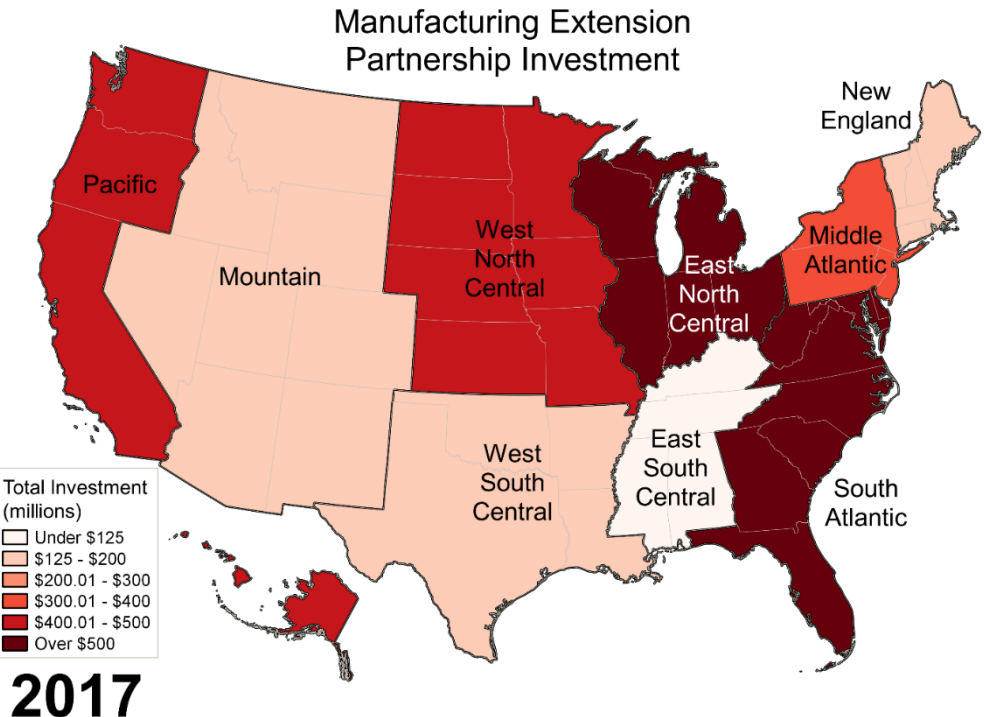 Manufacturing Extension
Partnership Investment
New
England
Pacific
Middle
Atlantic
West
North
Central
Mountain
East
North
Central
East
South
Central
West
South
Central
South
Atlantic
Total Investment
(millions)
Under $125
$125 - $200
$200.01 - $300
$300.01 - $400
$400.01 - $500
Over $500
2017